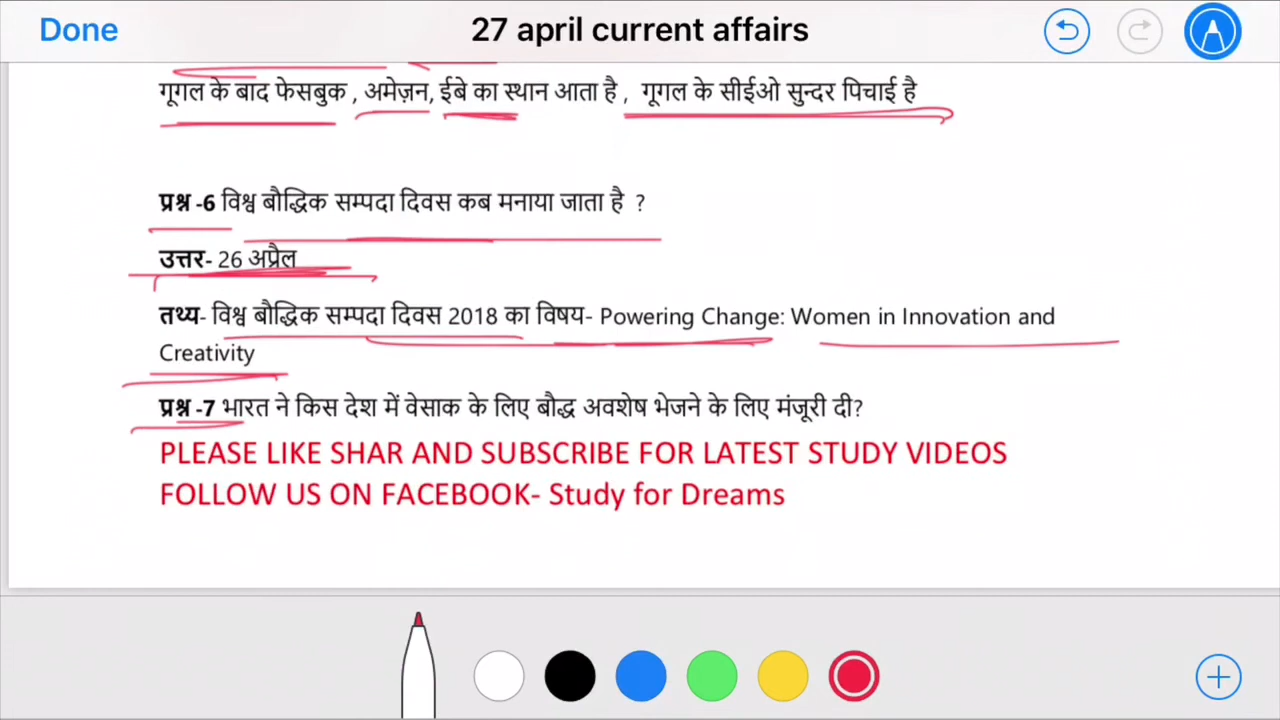 Done
27 april current affairs
गूगल के बाद फेसबुक , अमेज़न, ईबे का स्थान आता है , गूगल के सीईओ सुन्दर पिचाई है
प्रश्न -6 विश्व बौद्धिक सम्पदा दिवस कब मनाया जाता है ?
उत्तर- 26 अप्रैल
तथ्य- विश्व बौद्धिक सम्पदा दिवस 2018 का विषय- Powering Change: Women in Innovation and
Creativity
प्रश्न -7 भारत ने किस देश में वेसाक के लिए बौद्ध अवशेष भेजने के लिए मंजूरी दी?
PLEASE LIKE SHAR AND SUBSCRIBE FOR LATEST STUDY VIDEOS
FOLLOW US ON FACEBOOK- Study for Dreams